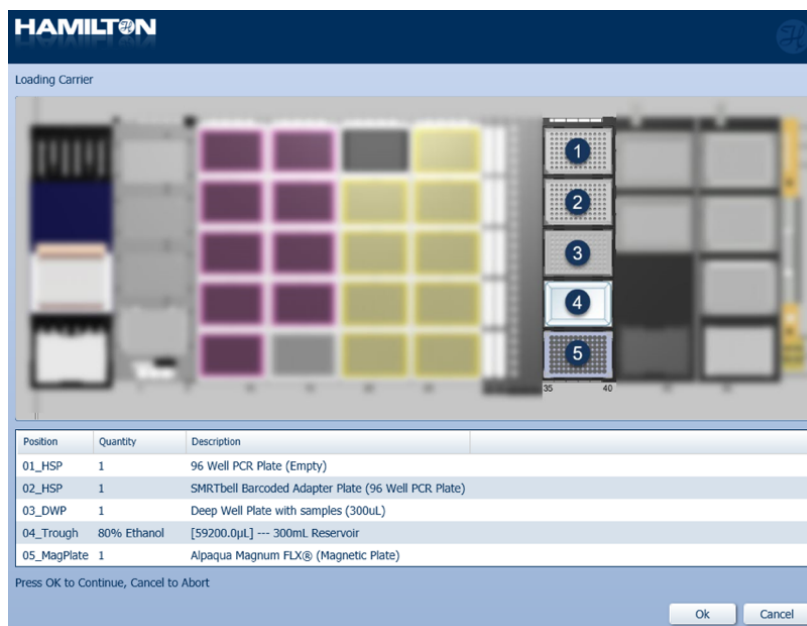 HAMILTON
Loading Carrier
1
2
3
4
5
35 40
Position Quantity Description
01_HSP 1 96 Well PCR Plate (Empty)
02_HSP 1 SMRTbell Barcoded Adapter Plate (96 Well PCR Plate)
03_DWP 1 Deep Well Plate with samples (300uL)
04_Trough 80% Ethanol [59200.0µL] --- 300mL Reservoir
05_MagPlate 1 Alpaqua Magnum FLX® (Magnetic Plate)
Press OK to Continue, Cancel to Abort
Ok Cancel